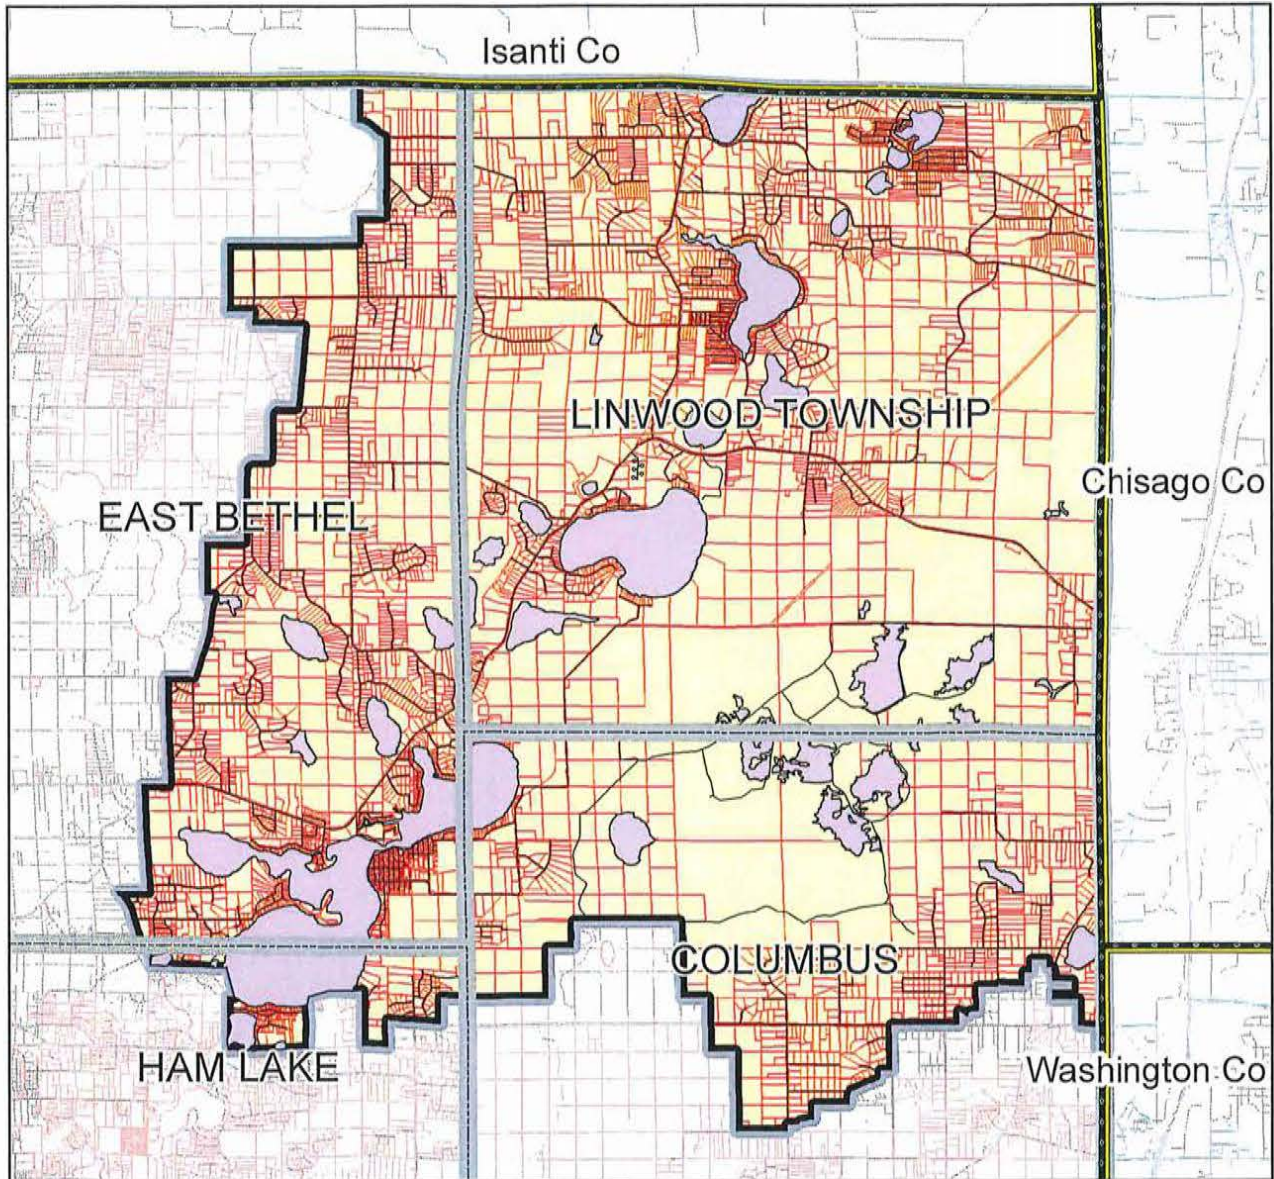 Isanti Co
LINWOOD TOWNSHIP
Chisago Co
EAST BETHEL
COLUMBUS
HAM LAKE
Washington Co